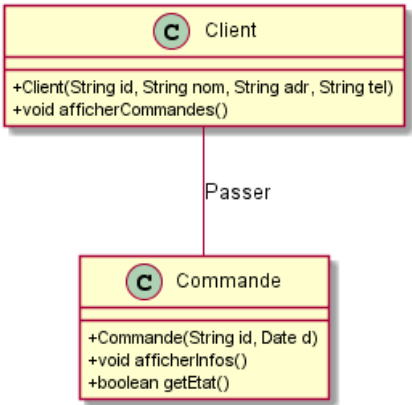 C Client
+Client(String id, String nom, String adr, String tel)
+void afficherCommandes()
Passer
C Commande
+Commande(String id, Date d)
+void afficherInfos()
+boolean getEtat()